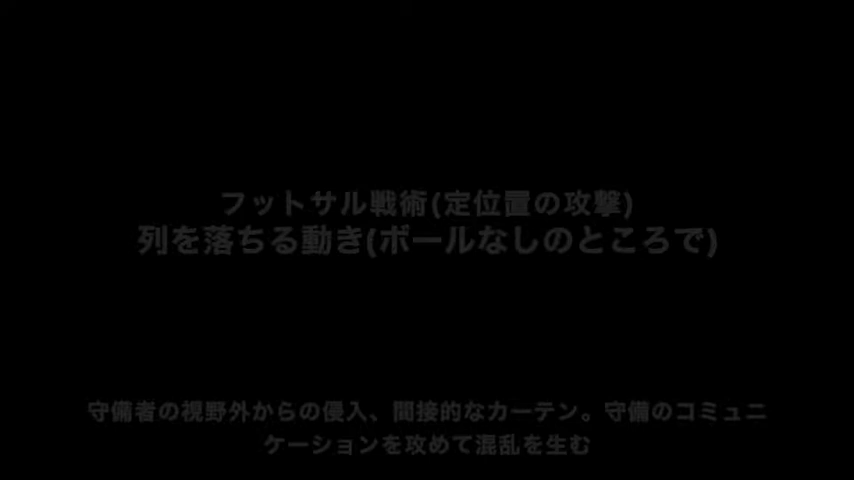 フットサル戦術(定位置の攻撃)
列を落ちる動き(ボールなしのところで)
守備者の視野外からの侵入、間接的なカーテン。守備のコミュニ
ケーションを攻めて混乱を生む